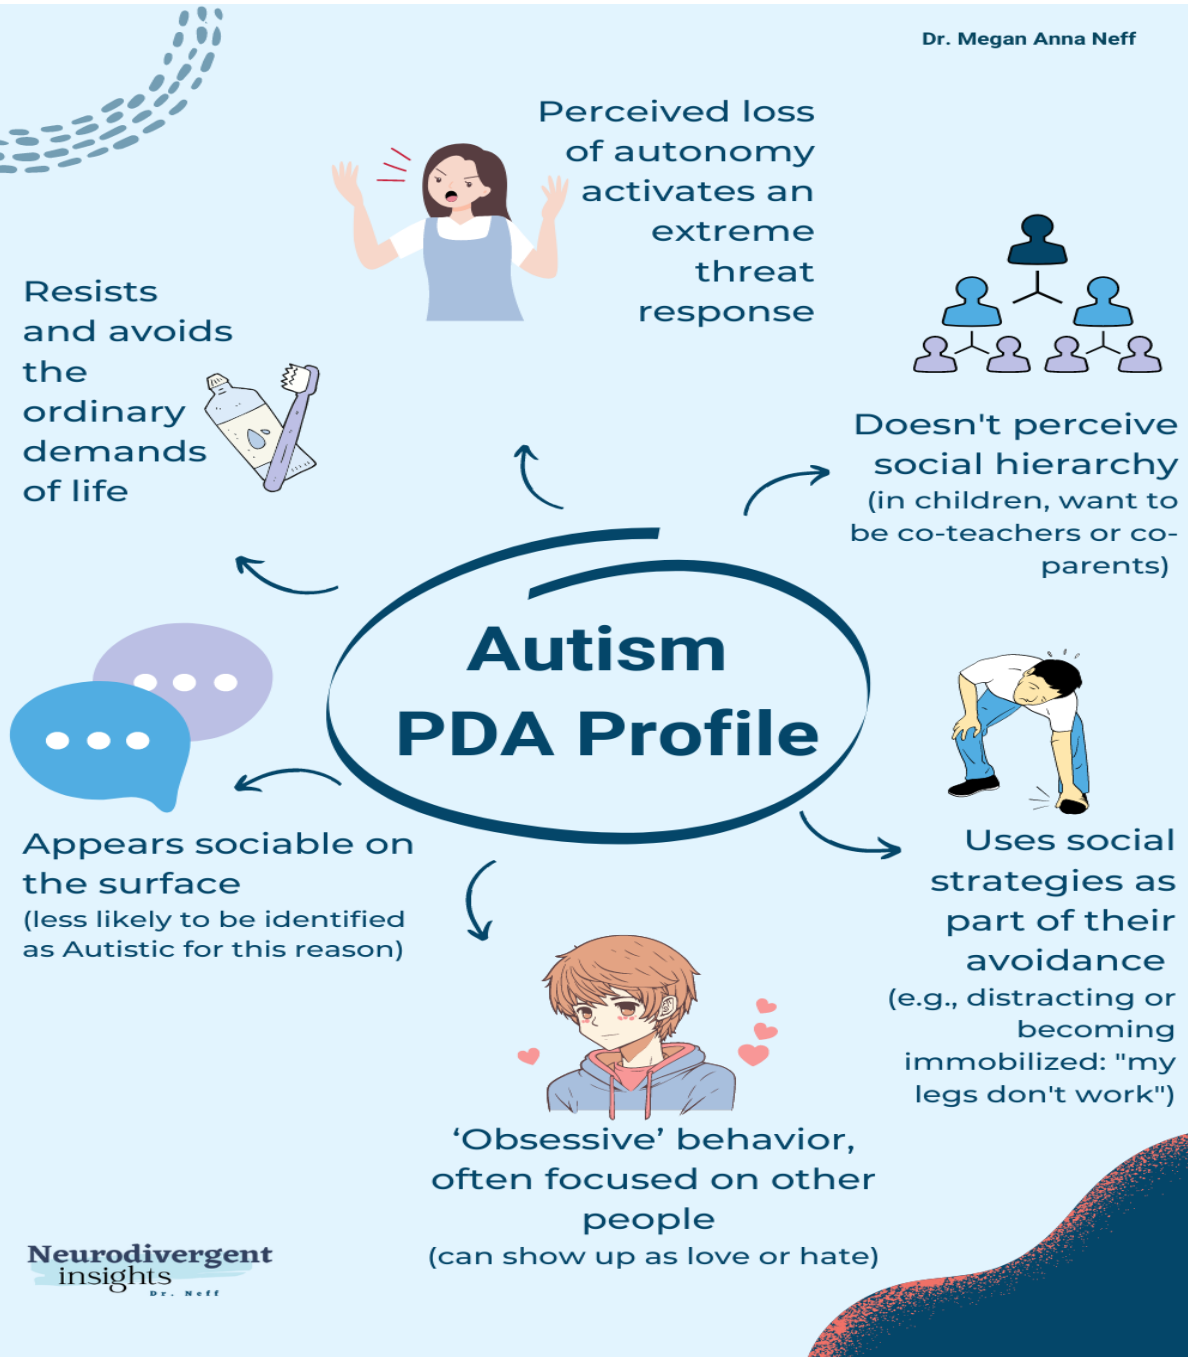 Dr. Megan Anna Neff
Perceived loss
of autonomy
activates an
extreme
threat
response
Resists
and avoids
the
ordinary
demands
of life
Doesn't perceive
social hierarchy
(in children, want to
be co-teachers or co-
parents)
Autism
PDA Profile
Appears sociable on
the surface
(less likely to be identified
as Autistic for this reason)
Uses social
strategies as
part of their
avoidance
(e.g., distracting or
becoming
immobilized: "my
legs don't work")
‘Obsessive’ behavior,
often focused on other
people
(can show up as love or hate)
Neurodivergent
insights
Dr. Neff